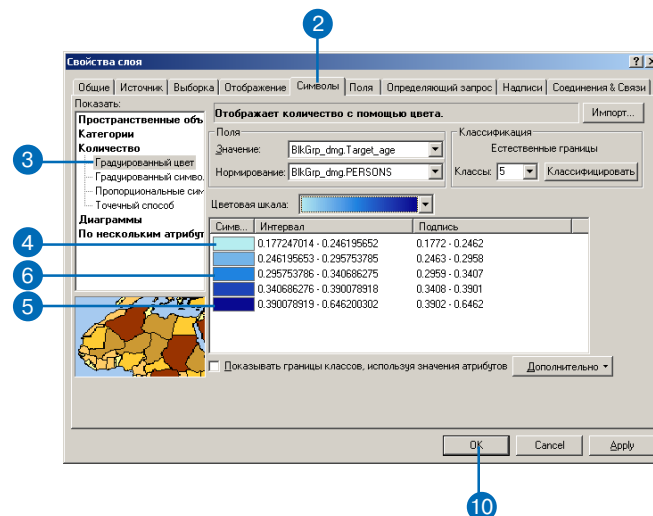 2
Свойства слоя
Общие Источник Выборка Отображение Символы Поля Определяющий запрос Надписи Соединения & Связи
Показать:
Пространственные объ
Категории
Количество
Градуированный цвет
Градуированный симво.
Пропорциональные сим
Точечный способ
Диаграммы
По нескольким атрибут
3
Отображает количество с помощью цвета.
Импорт...
Поля
Значение: BlkGrp_dmg.Target_age
Нормирование: BlkGrp_dmg.PERSONS
Классификация
Естественные границы
Классы: 5 Классифицировать
Цветовая шкала:
Симв... Интервал Подпись
4
0.177247014 - 0.246195652 0.1772 - 0.2462
0.246195653 - 0.295753785 0.2463 - 0.2958
6
0.295753786 - 0.340686275 0.2959 - 0.3407
0.340686276 - 0.390078918 0.3408 - 0.3901
5
0.390078919 - 0.646200302 0.3902 - 0.6462
Показывать границы классов, используя значения атрибутов
Дополнительно
OK Cancel Apply
10